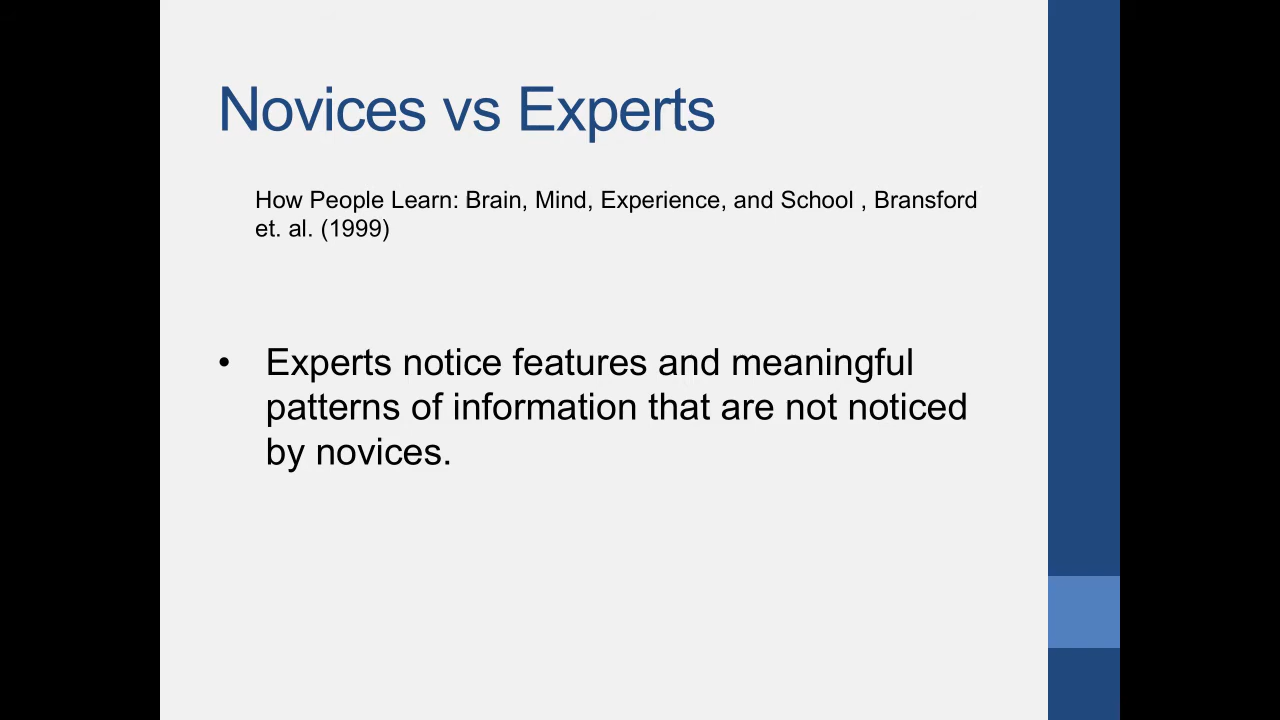 Novices vs Experts
How People Learn: Brain, Mind, Experience, and School , Bransford
et. al. (1999)
• Experts notice features and meaningful
patterns of information that are not noticed
by novices.